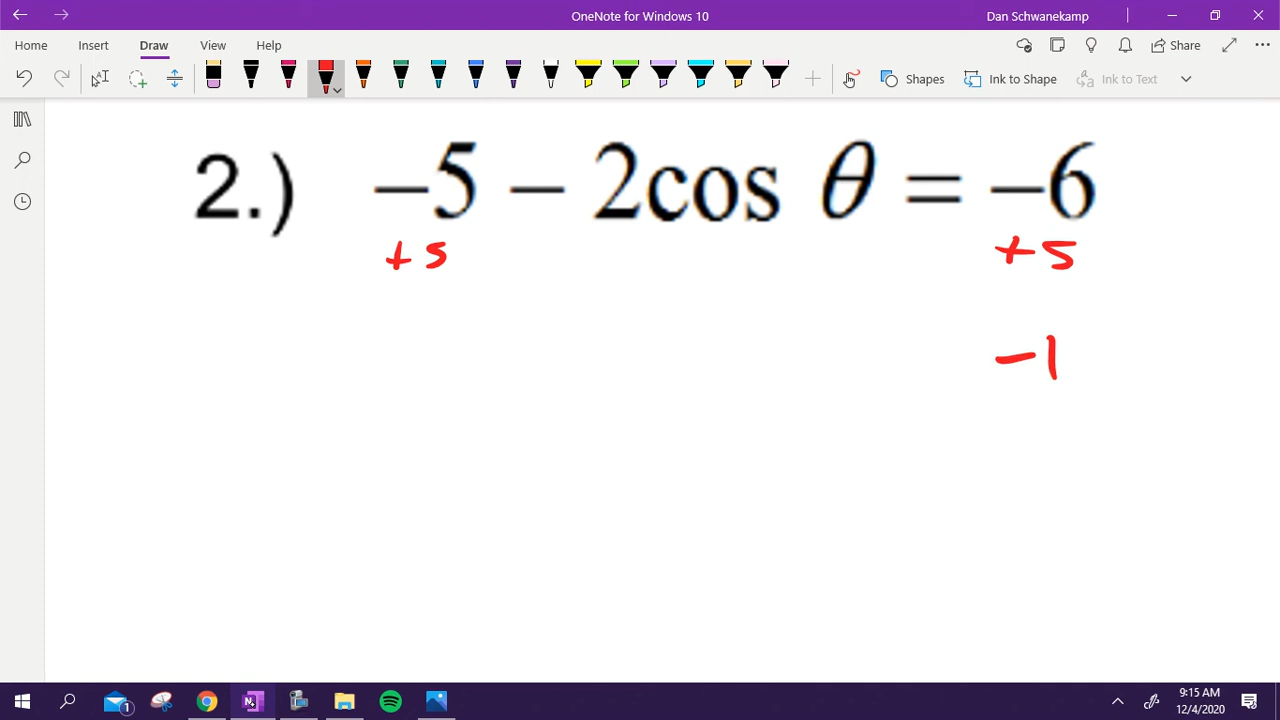 OneNote for Windows 10
Dan Schwanekamp
Home Insert Draw View Help
Share
Shapes
Ink to Shape
Ink to Text
2.) −5 − 2cos θ = −6
+5 +5
−1
1
N
9:15 AM
12/4/2020